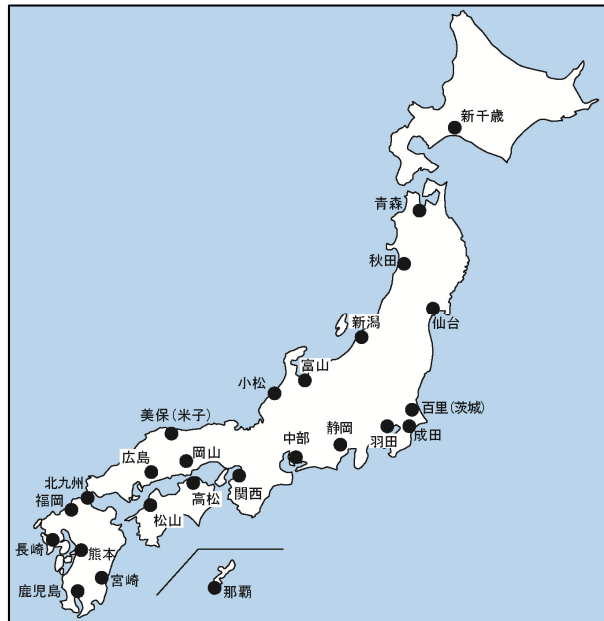 新千歳
青森
秋田
仙台
新潟
富山
小松
百里(茨城)
美保(米子)
静岡
羽田
成田
中部
広島
岡山
北九州
関西
高松
福岡
松山
長崎
熊本
宮崎
鹿児島
那覇